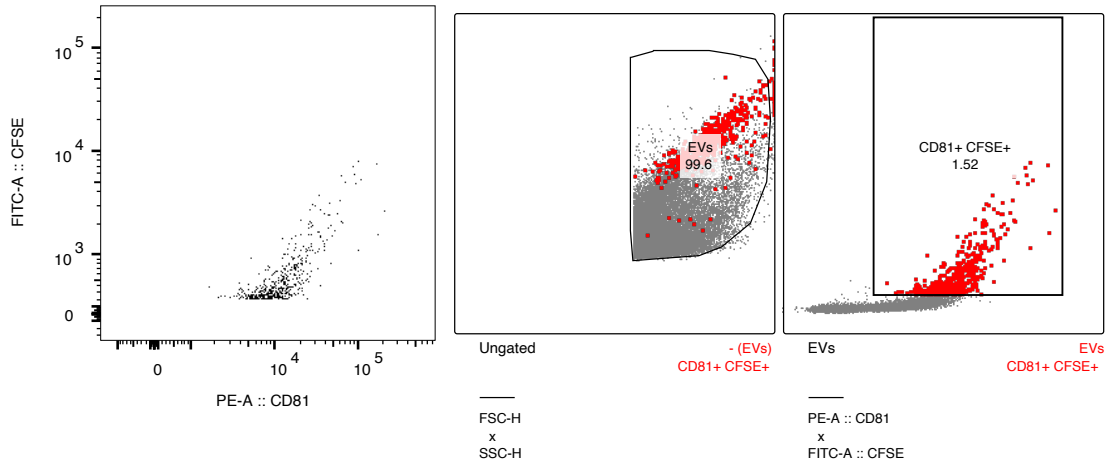 10^5
10^4
10^3
0
FITC-A :: CFSE
0
10^4
10^5
PE-A :: CD81
EVs
99.6
Ungated
- (EVs)
CD81+ CFSE+
FSC-H
x
SSC-H
CD81+ CFSE+
1.52
EVs
EVs
CD81+ CFSE+
PE-A :: CD81
x
FITC-A :: CFSE